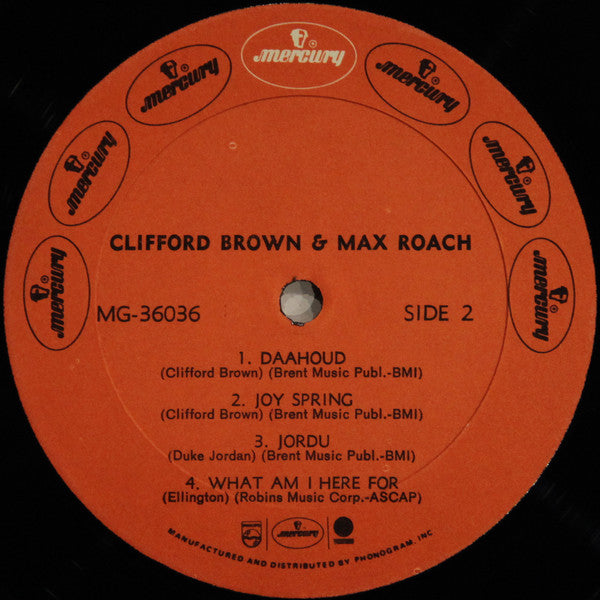 mercury
mercury
mercury
mercury
mercury
mercury
mercury
CLIFFORD BROWN & MAX ROACH
MG-36036
SIDE 2
1. DAAHOUD
(Clifford Brown) (Brent Music Publ.-BMI)
2. JOY SPRING
(Clifford Brown) (Brent Music Publ.-BMI)
3. JORDU
(Duke Jordan) (Brent Music Publ.-BMI)
4. WHAT AM I HERE FOR
(Ellington) (Robins Music Corp.-ASCAP)
PHILIPS
mercury
MANUFACTURED AND DISTRIBUTED BY PHONOGRAM, INC.